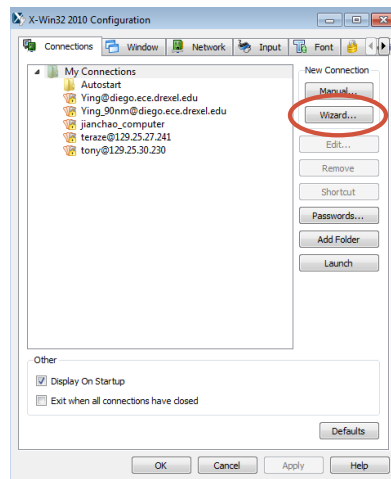 X-Win32 2010 Configuration
Connections Window Network Input Font
My Connections
Autostart
Ying@diego.ece.drexel.edu
Ying_90nm@diego.ece.drexel.edu
jianchao_computer
teraze@129.25.27.241
tony@129.25.30.230
New Connection
Manual...
Wizard...
Edit...
Remove
Shortcut
Passwords...
Add Folder
Launch
Other
Display On Startup
Exit when all connections have closed
Defaults
OK Cancel Apply Help